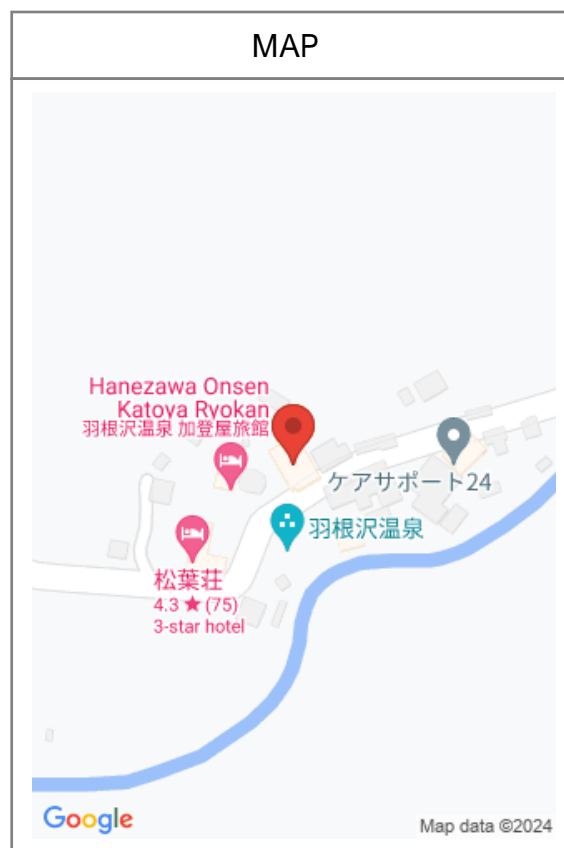 MAP
Hanezawa Onsen
Katoya Ryokan
羽根沢温泉 加登屋旅館
ケアサポート24
羽根沢温泉
松葉荘
4.3 ★ (75)
3-star hotel
Google
Map data ©2024